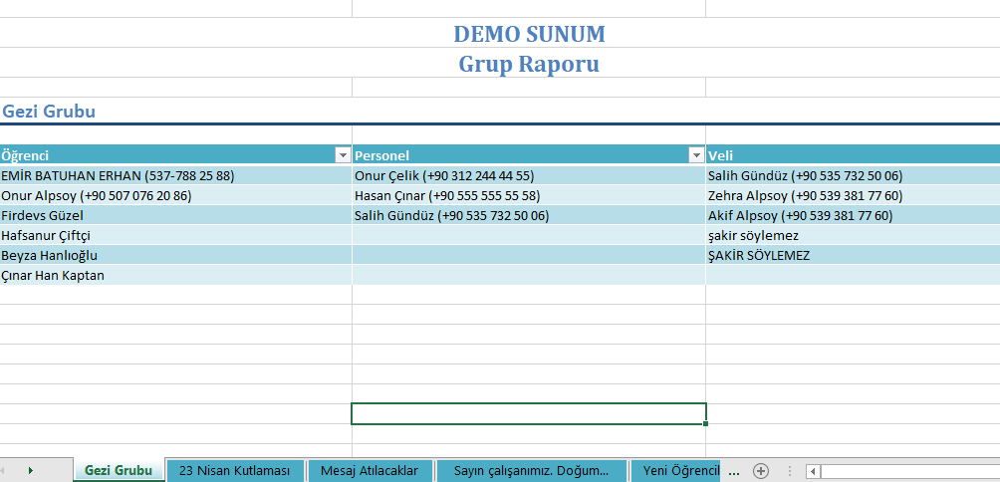 DEMO SUNUM
Grup Raporu
Gezi Grubu
Öğrenci Personel Veli
EMİR BATUHAN ERHAN (537-788 25 88) Onur Çelik (+90 312 244 44 55) Salih Gündüz (+90 535 732 50 06)
Onur Alpsoy (+90 507 076 20 86) Hasan Çınar (+90 555 555 55 58) Zehra Alpsoy (+90 539 381 77 60)
Firdevs Güzel Salih Gündüz (+90 535 732 50 06) Akif Alpsoy (+90 539 381 77 60)
Hafsanur Çiftçi şakir söylemez
Beyza Hanlıoğlu ŞAKİR SÖYLEMEZ
Çınar Han Kaptan
Gezi Grubu 23 Nisan Kutlaması Mesaj Atılacaklar Sayın çalışanımız. Doğum... Yeni Öğrencil ...